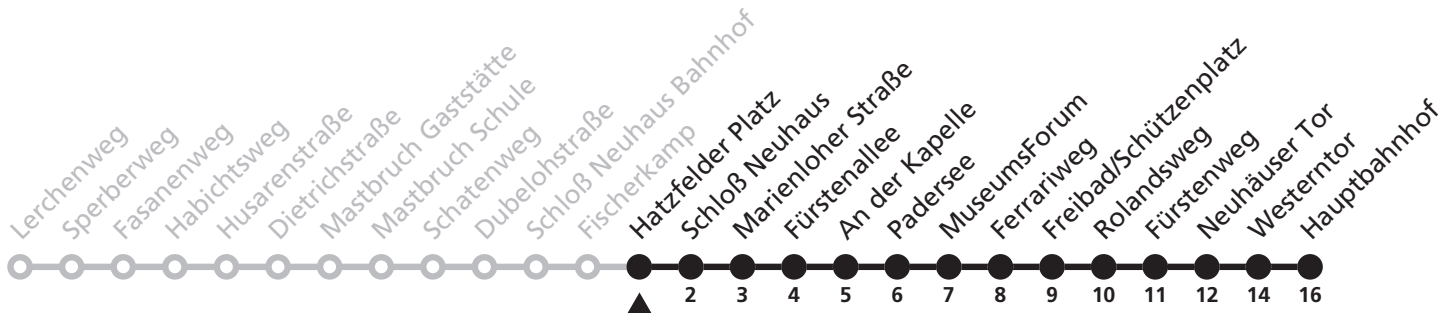 Lerchenweg
Sperberweg
Fasanenweg
Habichtsweg
Husarenstraße
Dietrichstraße
Mastbruch Gaststätte
Mastbruch Schule
Schatenweg
Dubelohstraße
Schloß Neuhaus Bahnhof
Fischerkamp
Hatzfelder Platz
Schloß Neuhaus
Marienloher Straße
Fürstenallee
An der Kapelle
Padersee
MuseumsForum
Ferrariweg
Freibad/Schützenplatz
Rolandsweg
Fürstenweg
Neuhäuser Tor
Westerntor
Hauptbahnhof
2 3 4 5 6 7 8 9 10 11 12 14 16